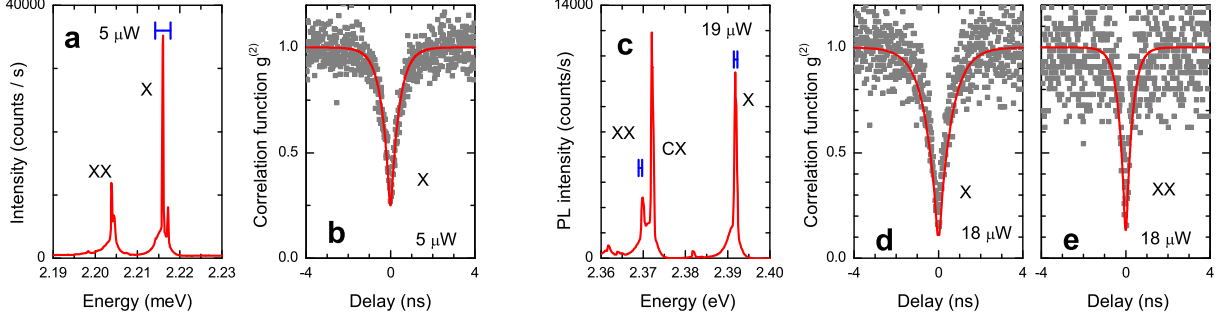 40000
0
Intensity (counts / s)
a
5 μW
X
XX
2.19 2.20 2.21 2.22 2.23
Energy (meV)
Correlation function g(2)
1.0
0.5
0.0
b
X
5 μW
-4 0 4
Delay (ns)
14000
0
PL intensity (counts/s)
c
19 μW
XX
CX
X
2.36 2.37 2.38 2.39 2.40
Energy (eV)
Correlation function g(2)
1.0
0.5
0.0
d
X
18 μW
-4 0 4
Delay (ns)
e
XX
18 μW
-4 0 4
Delay (ns)